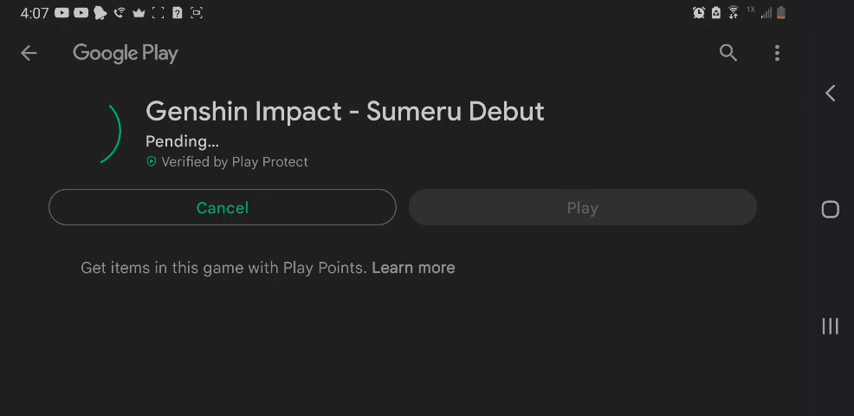 4:07
1X
Google Play
Genshin Impact - Sumeru Debut
Pending...
Verified by Play Protect
Cancel
Play
Get items in this game with Play Points. Learn more